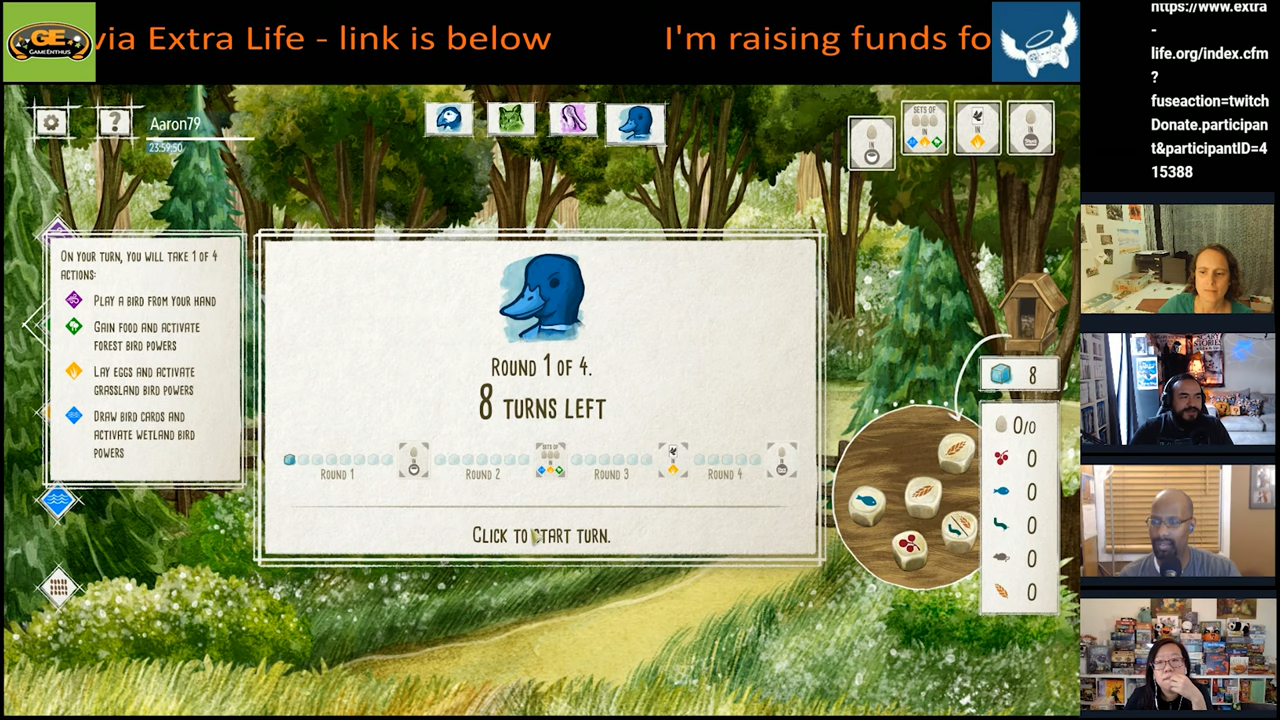 via Extra Life - link is below
I'm raising funds fo
GE
GAMEENTHUS
https://www.extra
-
life.org/index.cfm
?
fuseaction=twitch
Donate.participan
t&participantID=4
15388
Aaron79
23:59:50
?
SETS OF
IN
IN
IN
IN
ON YOUR TURN, YOU WILL TAKE 1 OF 4
ACTIONS:
PLAY A BIRD FROM YOUR HAND
GAIN FOOD AND ACTIVATE
FOREST BIRD POWERS
LAY EGGS AND ACTIVATE
GRASSLAND BIRD POWERS
DRAW BIRD CARDS AND
ACTIVATE WETLAND BIRD
POWERS
ROUND 1 OF 4.
8 TURNS LEFT
ROUND 1
ROUND 2
ROUND 3
ROUND 4
CLICK TO START TURN.
8
0/0
0
0
0
0
0